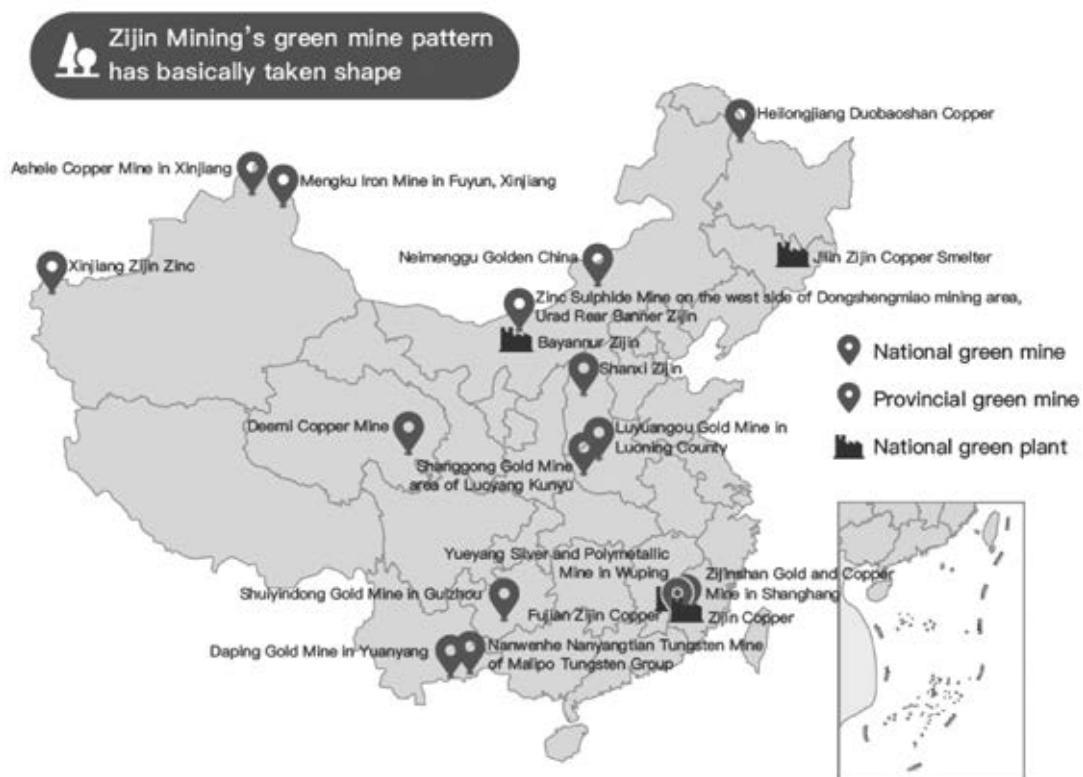 Zijin Mining's green mine pattern
has basically taken shape
Heilongjiang Duobaoshan Copper
Ashele Copper Mine in Xinjiang
Mengku Iron Mine in Fuyun, Xinjiang
Neimenggu Golden China
Jilin Zijin Copper Smelter
Xinjiang Zijin Zinc
Zinc Sulphide Mine on the west side of Dongshengmiao mining area,
Urad Rear Banner Zijin
Bayannur Zijin
National green mine
Shanxi Zijin
Provincial green mine
Deerni Copper Mine
Luyuangou Gold Mine in
Luoning County
National green plant
Shanggong Gold Mine
area of Luoyang Kunyu
Yueyang Silver and Polymetallic
Mine in Wuping
Zijinshan Gold and Copper
Mine in Shanghang
Shuiyindong Gold Mine in Guizhou
Fujian Zijin Copper
Zijin Copper
Daping Gold Mine in Yuanyang
Nanwenhe Nanyangtian Tungsten Mine
of Malipo Tungsten Group